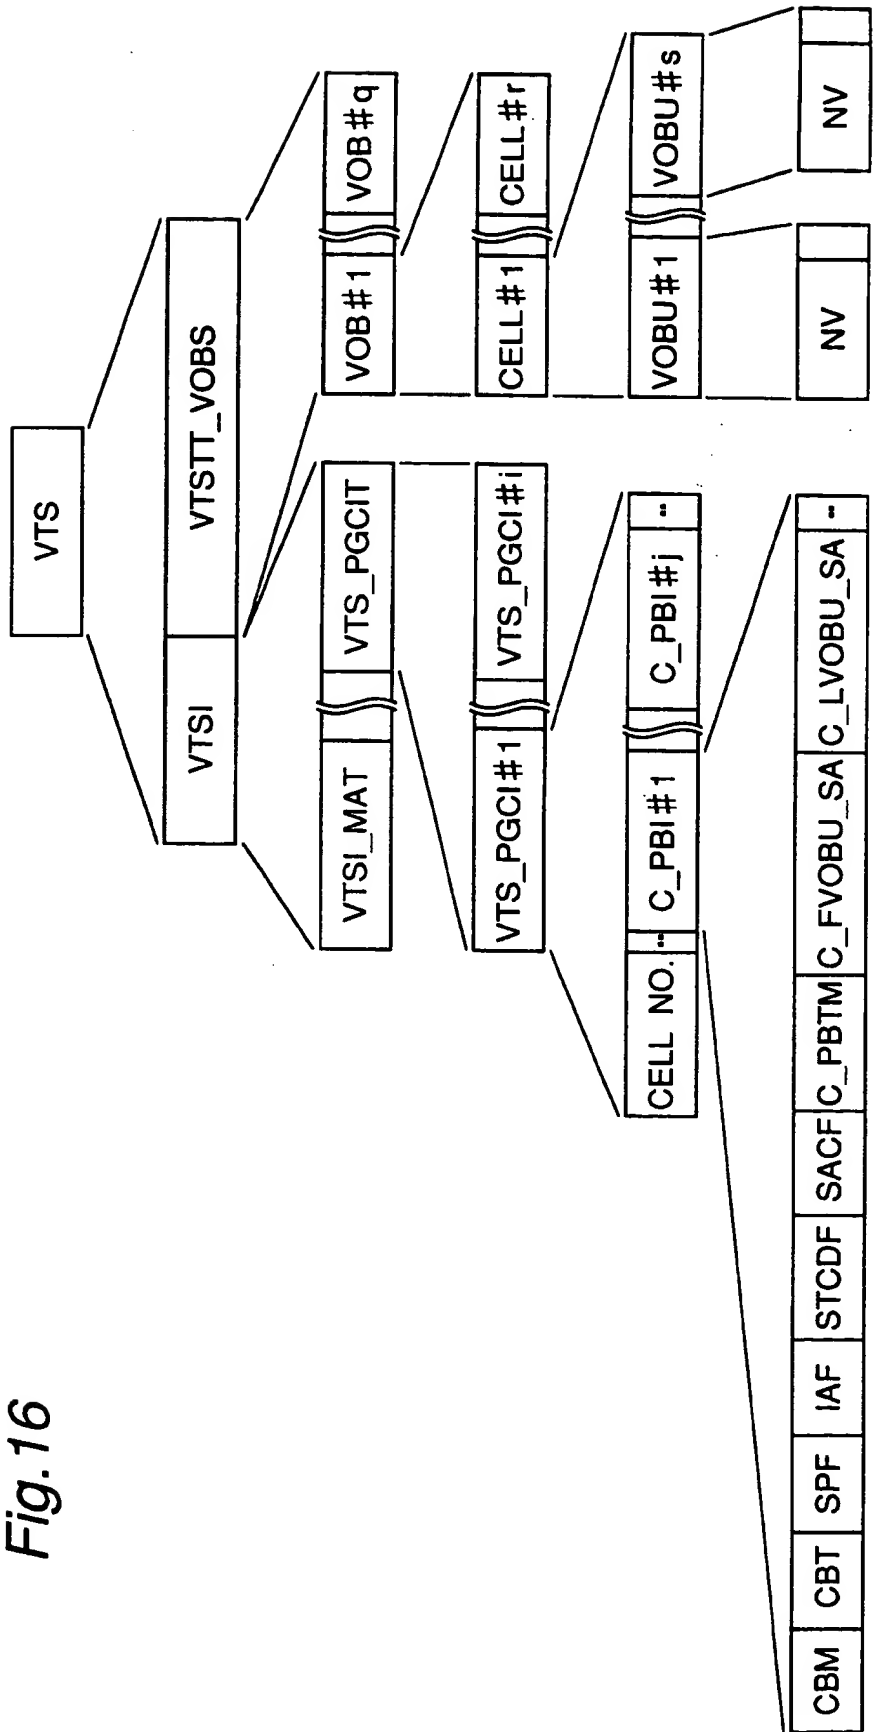 Fig.16
VTS
VTSI VTSTT_VOBS
VTSI_MAT VTS_PGCIT VOB#1 VOB#q
VTS_PGCI#1 VTS_PGCI#i CELL#1 CELL#r
CELL NO. -- C_PBI#1 C_PBI#j -- VOBU#1 VOBU#s
CBM CBT SPF IAF STCDF SACF C_PBTM C_FVOBU_SA C_LVOBU_SA -- NV NV